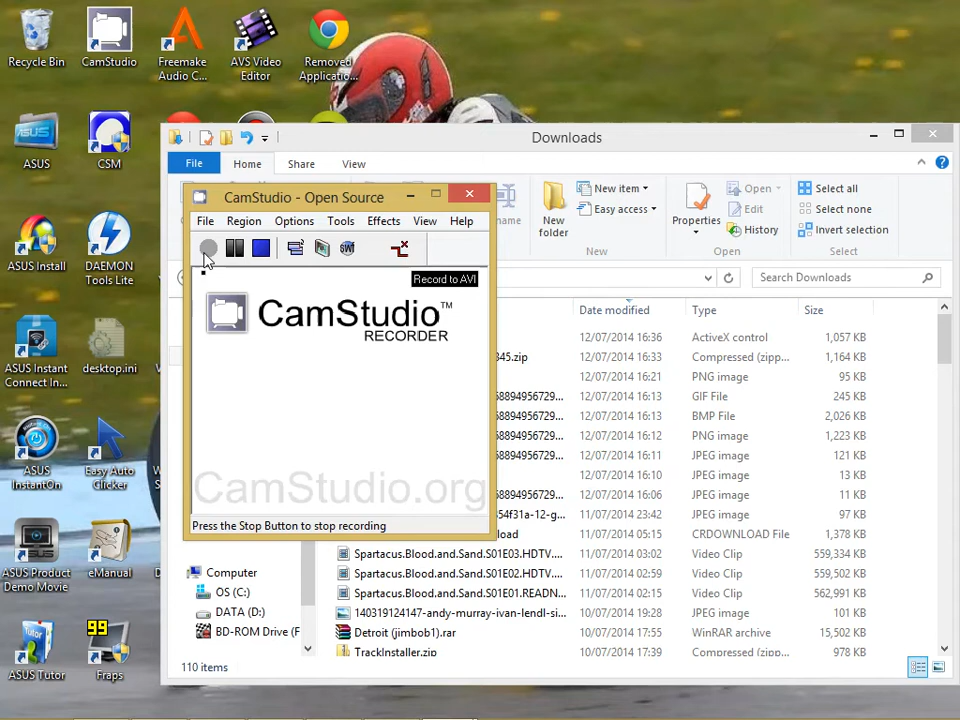 Recycle Bin
CamStudio
Freemake
Audio C...
AVS Video
Editor
Removed
Applicatio...
ASUS
ASUS
CSM
ASUS Install
DAEMON
Tools Lite
ASUS Instant
Connect In...
desktop.ini
ASUS
InstantOn
Easy Auto
Clicker
ASUS Product
Demo Movie
eManual
ASUS Tutor
Tutor
99
Fraps
Downloads
File
Home
Share
View
New
folder
New item
Easy access
New
Properties
Open
Edit
History
Open
Select all
Select none
Invert selection
Select
Search Downloads
CamStudio - Open Source
File
Region
Options
Tools
Effects
View
Help
SWF
Record to AVI
CamStudio™
RECORDER
CamStudio.org
Press the Stop Button to stop recording
Date modified
Type
Size
12/07/2014 16:36
ActiveX control
1,057 KB
345.zip
12/07/2014 16:33
Compressed (zipp...
1,164 KB
12/07/2014 16:21
PNG image
95 KB
58894956729...
12/07/2014 16:13
GIF File
245 KB
58894956729...
12/07/2014 16:13
BMP File
2,026 KB
58894956729...
12/07/2014 16:12
PNG image
1,223 KB
58894956729...
12/07/2014 16:11
JPEG image
121 KB
12/07/2014 16:10
JPEG image
13 KB
12/07/2014 16:06
JPEG image
11 KB
354f31a-12-g...
11/07/2014 23:42
JPEG image
97 KB
11/07/2014 05:15
CRDOWNLOAD File
1,378 KB
Spartacus.Blood.and.Sand.S01E03.HDTV....
11/07/2014 03:02
Video Clip
559,334 KB
Spartacus.Blood.and.Sand.S01E02.HDTV....
11/07/2014 02:59
Video Clip
559,502 KB
Spartacus.Blood.and.Sand.S01E01.READN...
11/07/2014 02:15
Video Clip
562,991 KB
140319124147-andy-murray-ivan-lendl-si...
10/07/2014 19:28
JPEG image
101 KB
Detroit (jimbob1).rar
10/07/2014 17:55
WinRAR archive
15,502 KB
TrackInstaller.zip
10/07/2014 17:39
Compressed (zipp...
978 KB
Computer
OS (C:)
DATA (D:)
BD-ROM Drive (F
110 items